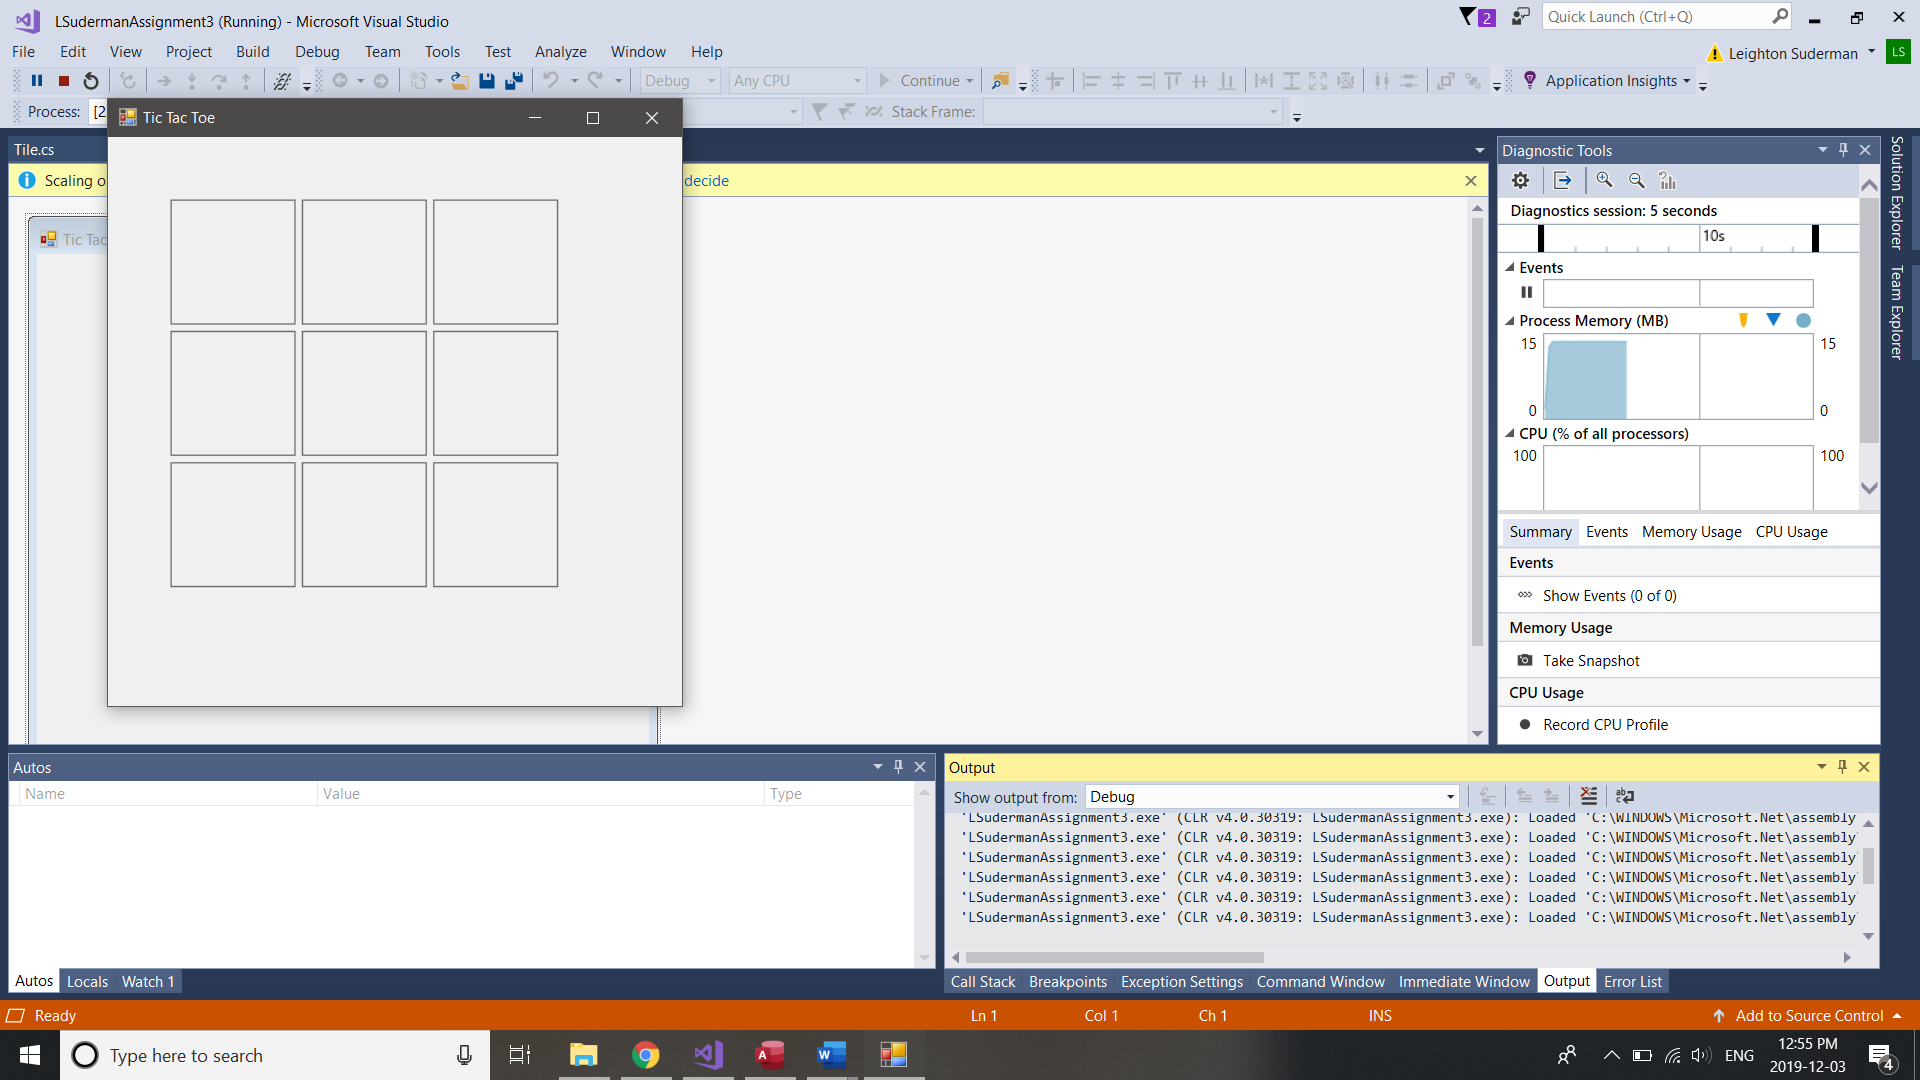 LSudermanAssignment3 (Running) - Microsoft Visual Studio
2
Quick Launch (Ctrl+Q)
File Edit View Project Build Debug Team Tools Test Analyze Window Help
Leighton Suderman
LS
Debug
Any CPU
Continue
Application Insights
Process: [2
Stack Frame:
Tic Tac Toe
Tile.cs
Scaling o
decide
Tic Tac
Diagnostic Tools
Diagnostics session: 5 seconds
10s
Events
Process Memory (MB)
15 15
0 0
CPU (% of all processors)
100 100
Summary Events Memory Usage CPU Usage
Events
Show Events (0 of 0)
Memory Usage
Take Snapshot
CPU Usage
Record CPU Profile
Solution Explorer
Team Explorer
Autos
Name Value Type
Autos Locals Watch 1
Output
Show output from: Debug
'LSudermanAssignment3.exe' (CLR v4.0.30319: LSudermanAssignment3.exe): Loaded 'C:\WINDOWS\Microsoft.Net\assembly
'LSudermanAssignment3.exe' (CLR v4.0.30319: LSudermanAssignment3.exe): Loaded 'C:\WINDOWS\Microsoft.Net\assembly
'LSudermanAssignment3.exe' (CLR v4.0.30319: LSudermanAssignment3.exe): Loaded 'C:\WINDOWS\Microsoft.Net\assembly
'LSudermanAssignment3.exe' (CLR v4.0.30319: LSudermanAssignment3.exe): Loaded 'C:\WINDOWS\Microsoft.Net\assembly
'LSudermanAssignment3.exe' (CLR v4.0.30319: LSudermanAssignment3.exe): Loaded 'C:\WINDOWS\Microsoft.Net\assembly
'LSudermanAssignment3.exe' (CLR v4.0.30319: LSudermanAssignment3.exe): Loaded 'C:\WINDOWS\Microsoft.Net\assembly
Call Stack Breakpoints Exception Settings Command Window Immediate Window Output Error List
Ready
Ln 1 Col 1 Ch 1 INS
Add to Source Control
Type here to search
ENG
12:55 PM
2019-12-03
4